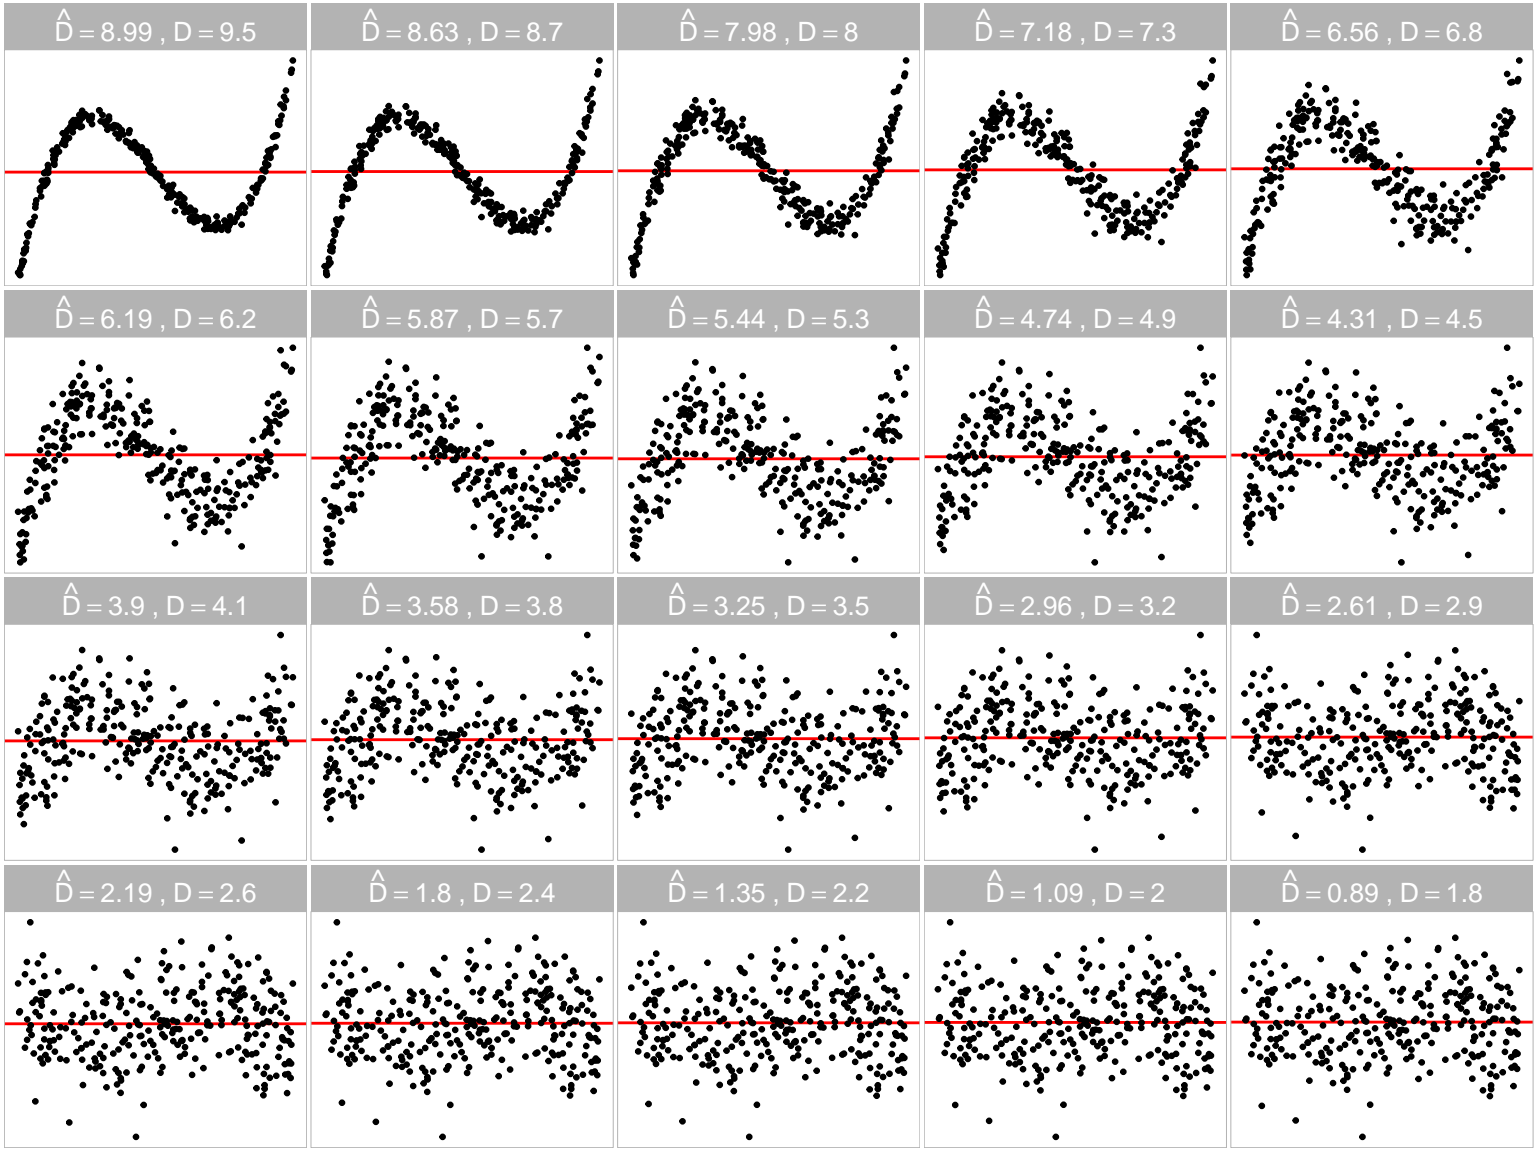 D̂ = 8.99 , D = 9.5
D̂ = 8.63 , D = 8.7
D̂ = 7.98 , D = 8
D̂ = 7.18 , D = 7.3
D̂ = 6.56 , D = 6.8
D̂ = 6.19 , D = 6.2
D̂ = 5.87 , D = 5.7
D̂ = 5.44 , D = 5.3
D̂ = 4.74 , D = 4.9
D̂ = 4.31 , D = 4.5
D̂ = 3.9 , D = 4.1
D̂ = 3.58 , D = 3.8
D̂ = 3.25 , D = 3.5
D̂ = 2.96 , D = 3.2
D̂ = 2.61 , D = 2.9
D̂ = 2.19 , D = 2.6
D̂ = 1.8 , D = 2.4
D̂ = 1.35 , D = 2.2
D̂ = 1.09 , D = 2
D̂ = 0.89 , D = 1.8